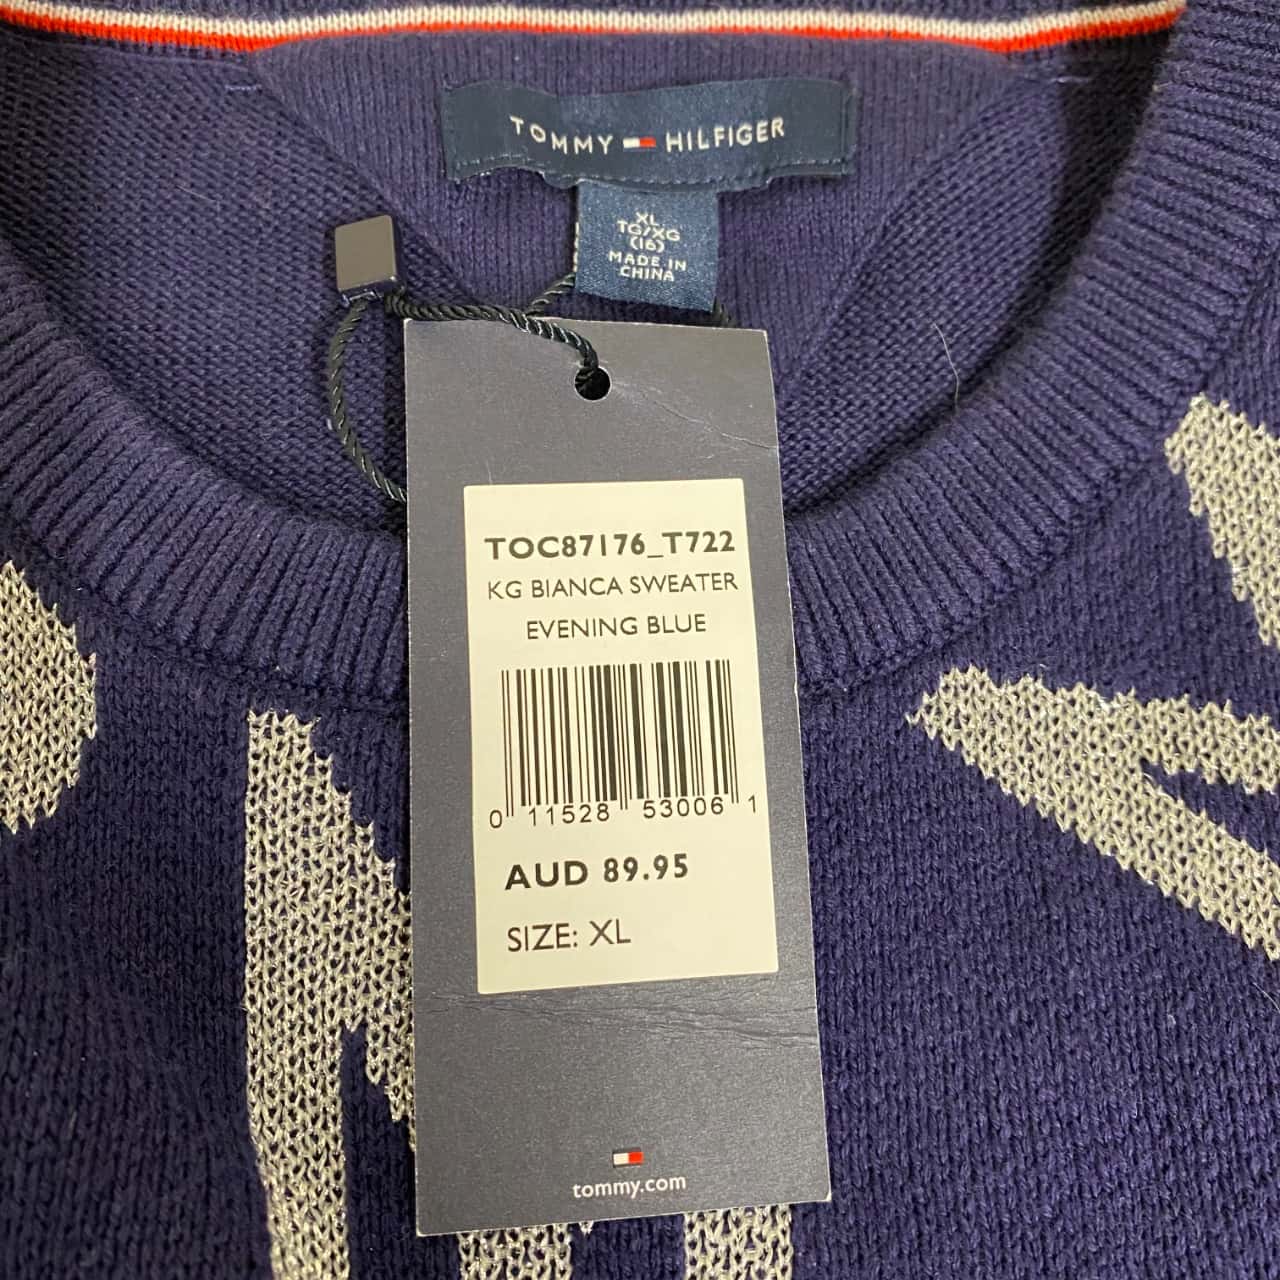 TOMMY HILFIGER
XL
TG/XG
(16)
MADE IN
CHINA
TOC87176_T722
KG BIANCA SWEATER
EVENING BLUE
0 11528 53006 1
AUD 89.95
SIZE: XL
tommy.com